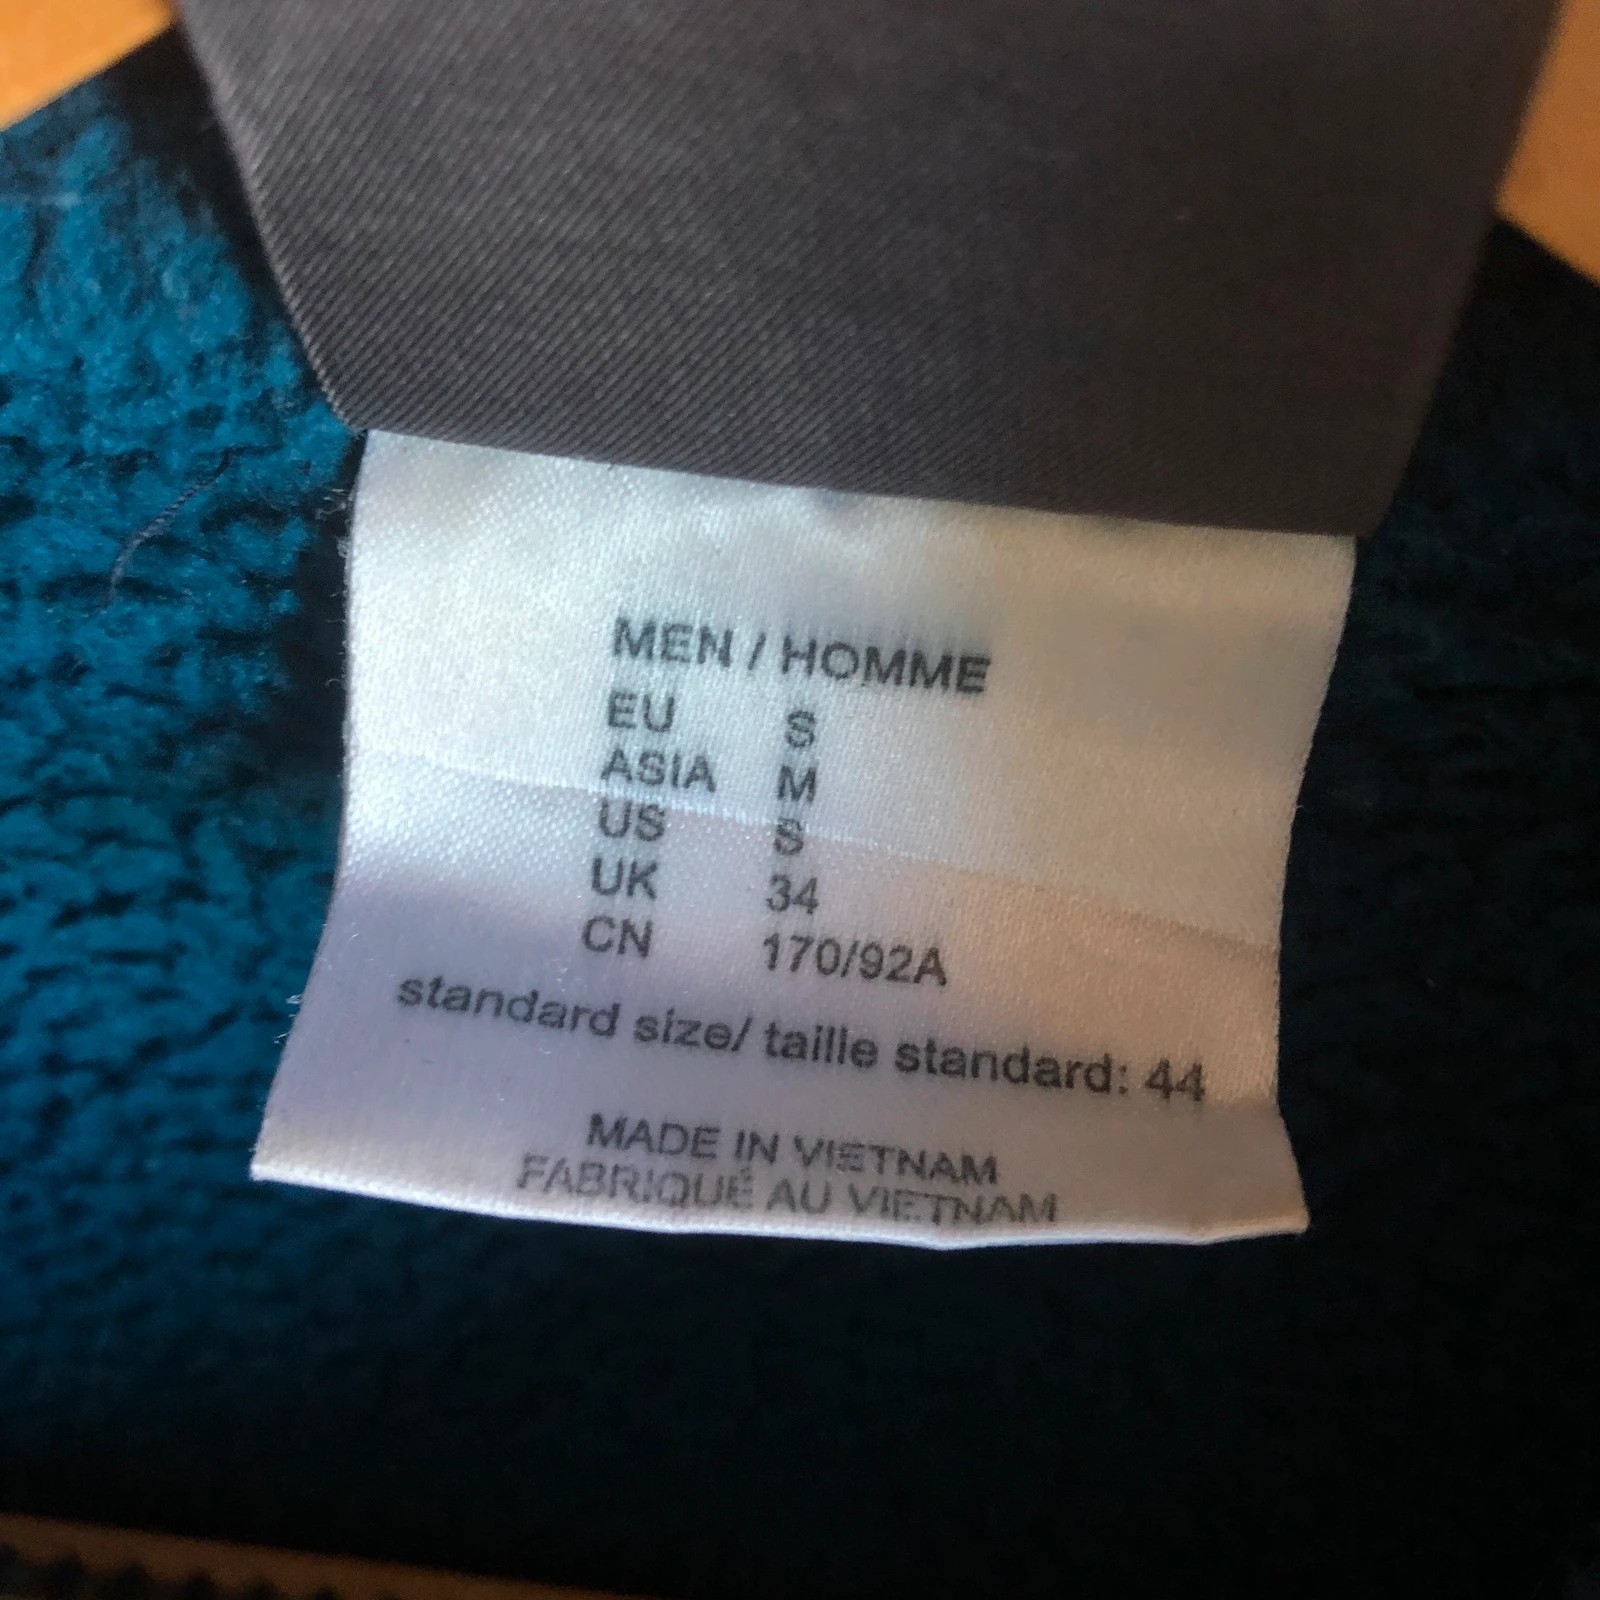 MEN / HOMME
EU S
ASIA M
US S
UK 34
CN 170/92A
standard size/ taille standard: 44
MADE IN VIETNAM
FABRIQUÉ AU VIETNAM